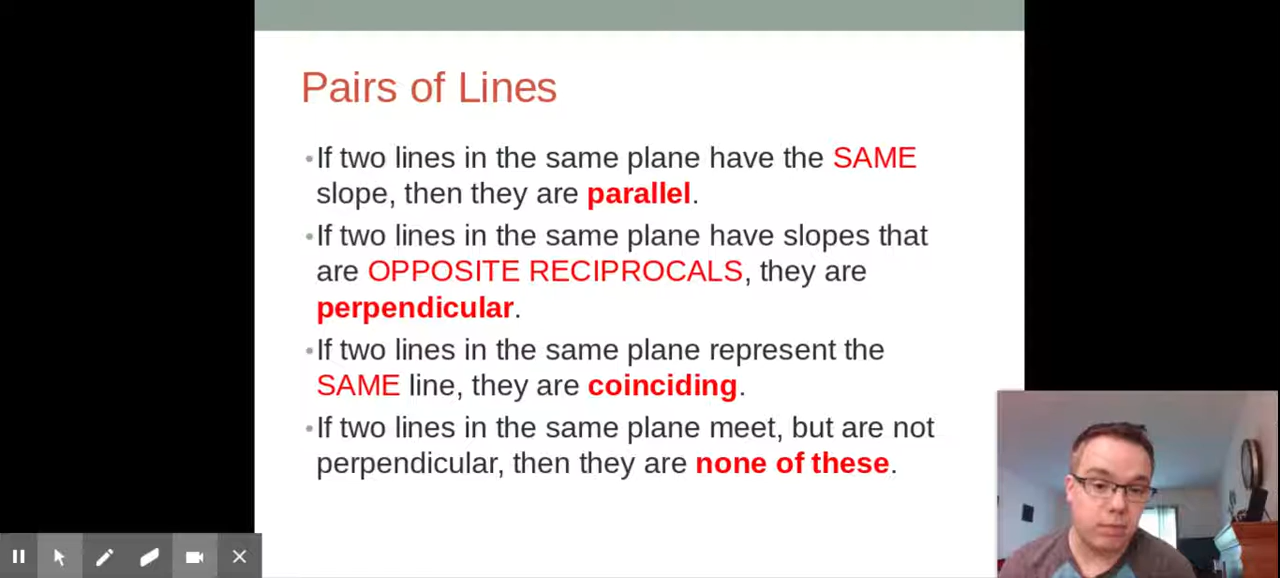 Pairs of Lines
•If two lines in the same plane have the SAME
slope, then they are parallel.
•If two lines in the same plane have slopes that
are OPPOSITE RECIPROCALS, they are
perpendicular.
•If two lines in the same plane represent the
SAME line, they are coinciding.
•If two lines in the same plane meet, but are not
perpendicular, then they are none of these.